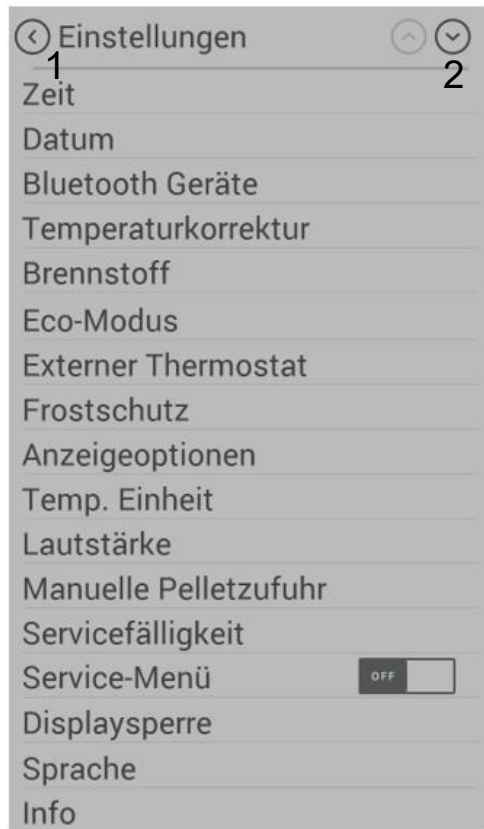 Einstellungen
1
2
Zeit
Datum
Bluetooth Geräte
Temperaturkorrektur
Brennstoff
Eco-Modus
Externer Thermostat
Frostschutz
Anzeigeoptionen
Temp. Einheit
Lautstärke
Manuelle Pelletzufuhr
Servicefälligkeit
Service-Menü OFF
Displaysperre
Sprache
Info